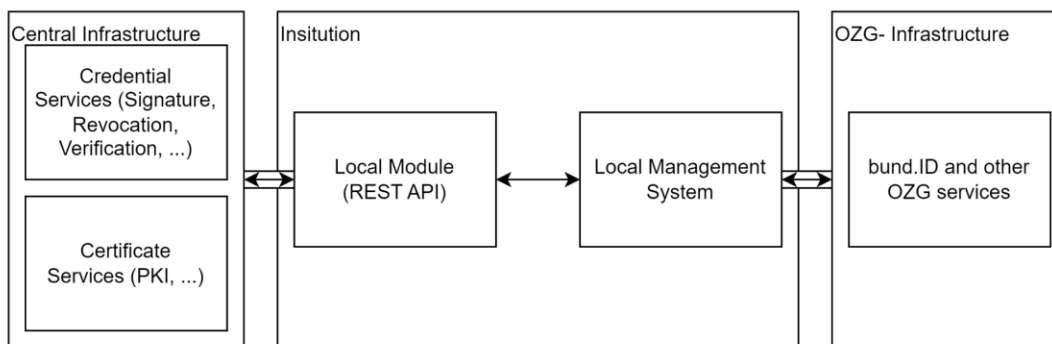 Central Infrastructure
Credential
Services (Signature,
Revocation,
Verification, ...)
Certificate
Services (PKI, ...)
Insitution
Local Module
(REST API)
Local Management
System
OZG- Infrastructure
bund.ID and other
OZG services